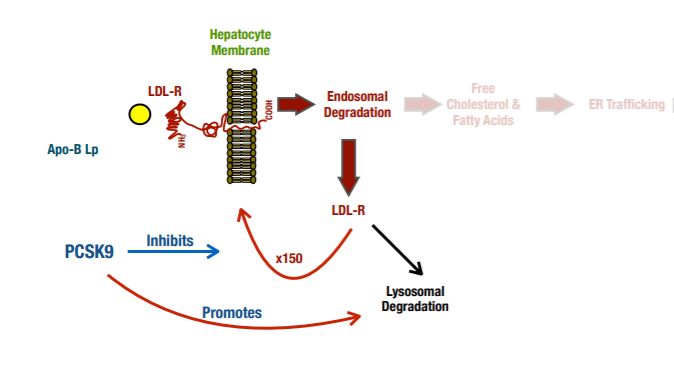 Hepatocyte
Membrane
LDL-R
COOH
NH2
Endosomal
Degradation
Free
Cholesterol &
Fatty Acids
ER Trafficking
Apo-B Lp
LDL-R
PCSK9
Inhibits
x150
Lysosomal
Degradation
Promotes